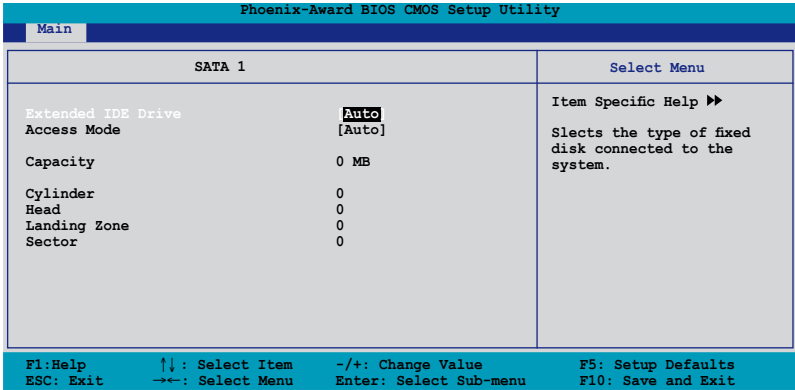 Phoenix-Award BIOS CMOS Setup Utility
Main
SATA 1
Select Menu
Extended IDE Drive [Auto]
Access Mode [Auto]
Capacity 0 MB
Cylinder 0
Head 0
Landing Zone 0
Sector 0
Item Specific Help ▶▶
Slects the type of fixed
disk connected to the
system.
F1:Help ↑↓: Select Item -/+: Change Value F5: Setup Defaults
ESC: Exit →←: Select Menu Enter: Select Sub-menu F10: Save and Exit